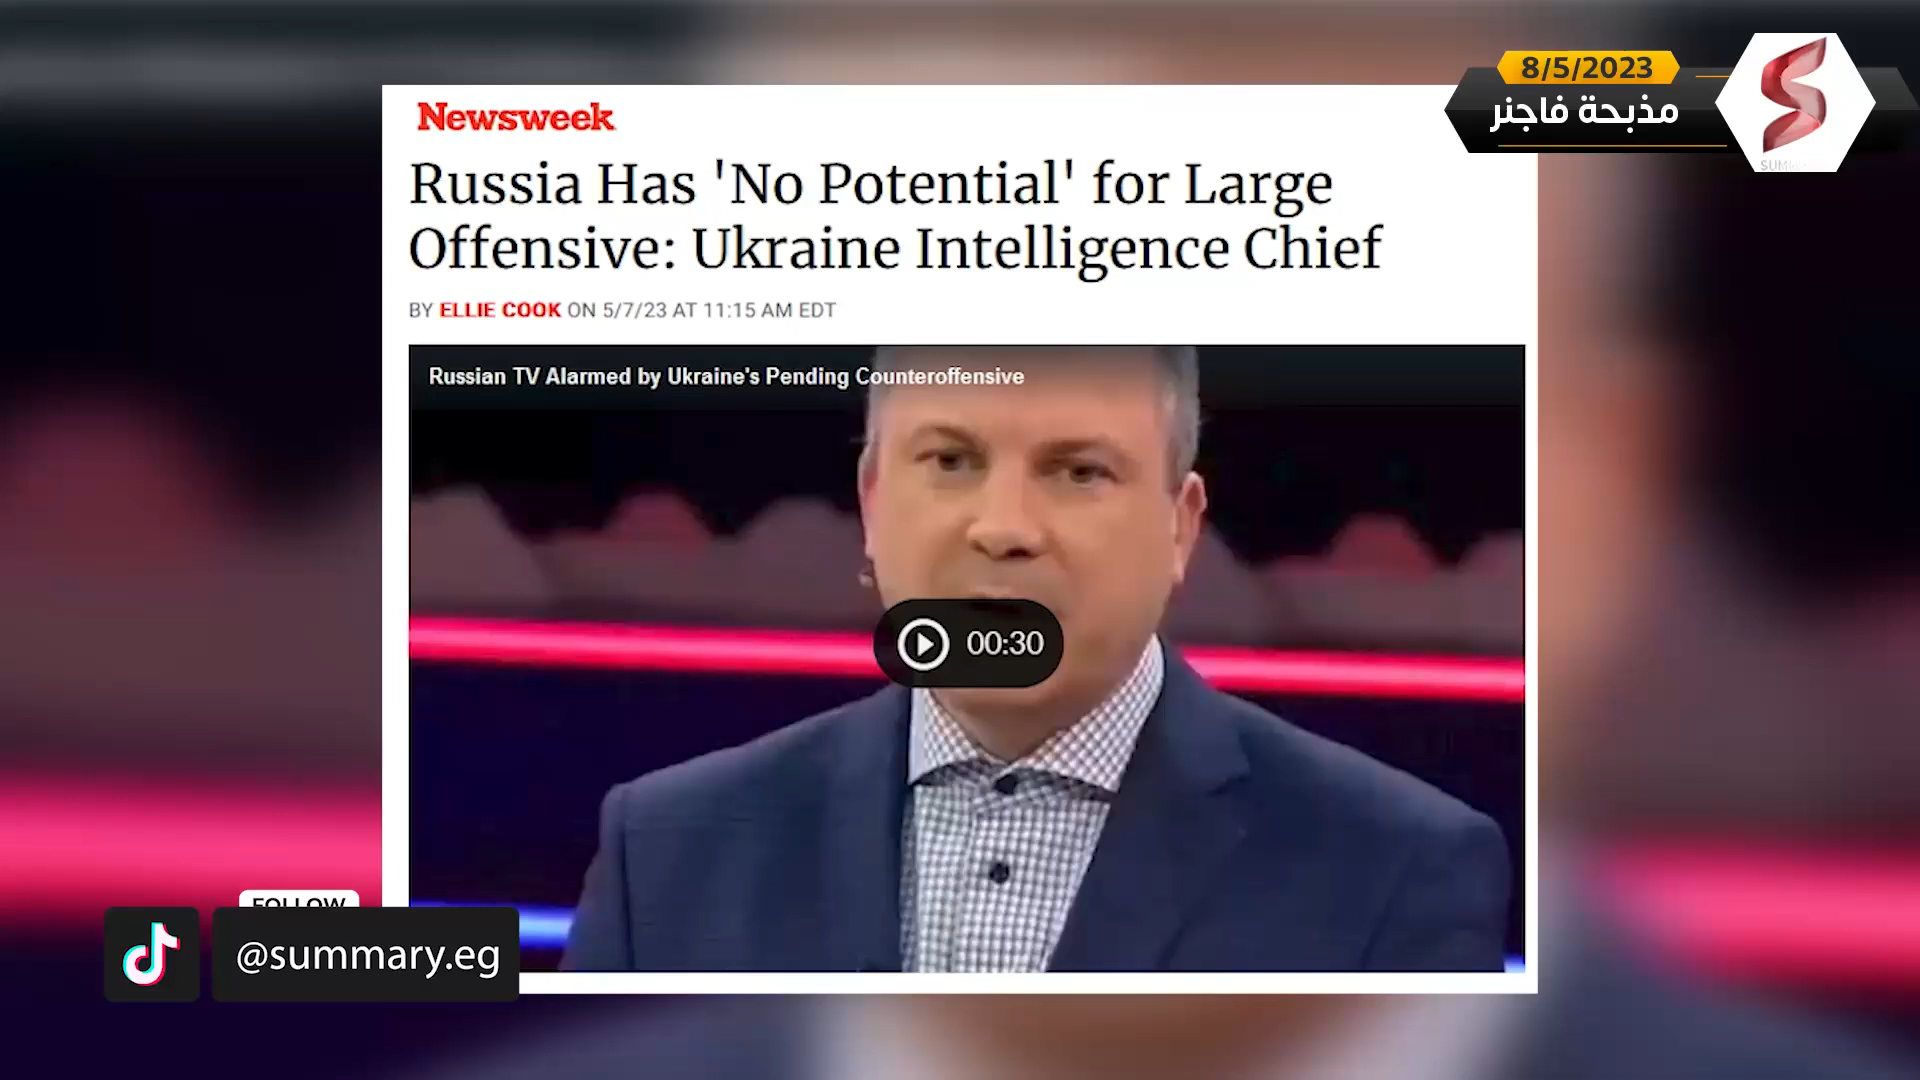 8/5/2023
مذبحة فاجنر
Newsweek
Russia Has 'No Potential' for Large
Offensive: Ukraine Intelligence Chief
BY ELLIE COOK ON 5/7/23 AT 11:15 AM EDT
Russian TV Alarmed by Ukraine's Pending Counteroffensive
00:30
FOLLOW
@summary.eg